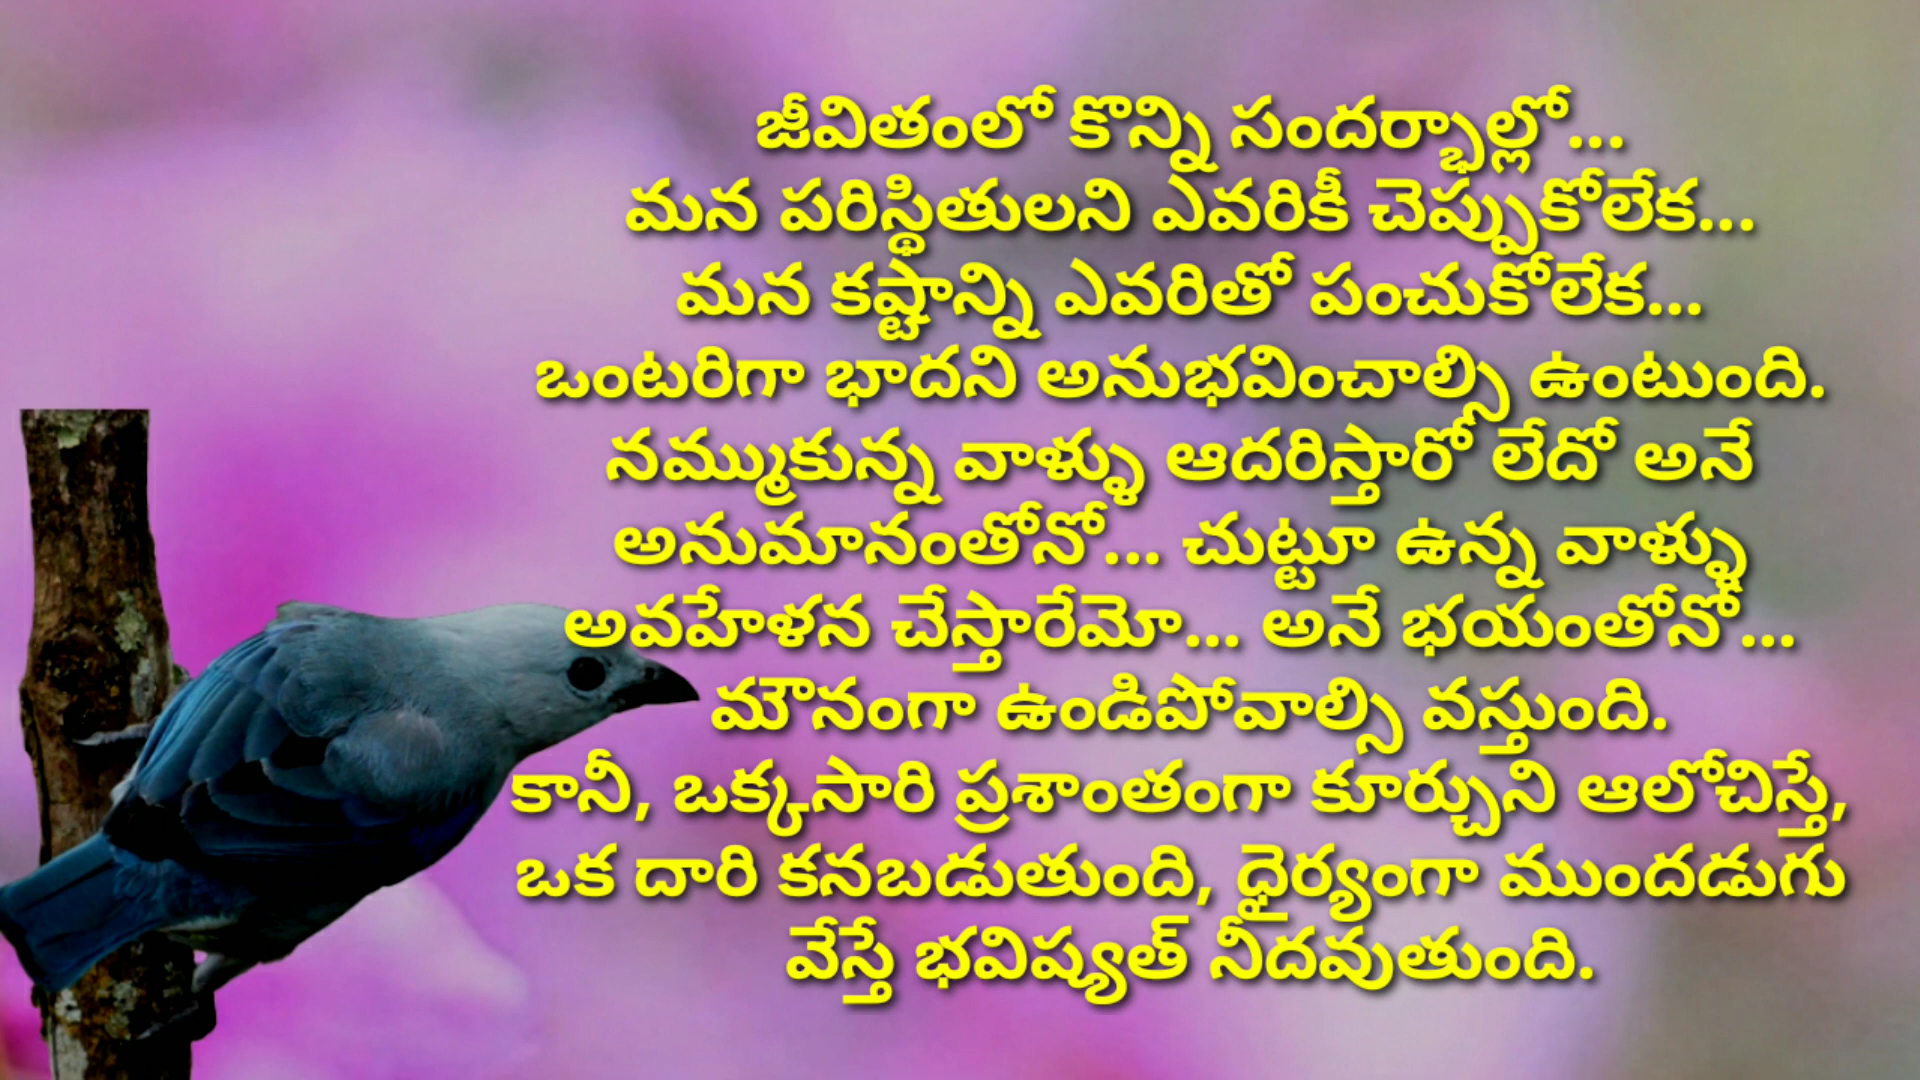 జీవితంలో కొన్ని సందర్భాల్లో...
మన పరిస్థితులని ఎవరికీ చెప్పుకోలేక...
మన కష్టాన్ని ఎవరితో పంచుకోలేక...
ఒంటరిగా భాదని అనుభవించాల్సి ఉంటుంది.
నమ్ముకున్న వాళ్ళు ఆదరిస్తారో లేదో అనే
అనుమానంతోనో... చుట్టూ ఉన్న వాళ్ళు
అవహేళన చేస్తారేమో... అనే భయంతోనో...
మౌనంగా ఉండిపోవాల్సి వస్తుంది.
కానీ, ఒక్కసారి ప్రశాంతంగా కూర్చుని ఆలోచిస్తే,
ఒక దారి కనబడుతుంది, ధైర్యంగా ముందడుగు
వేస్తే భవిష్యత్ నీదవుతుంది.